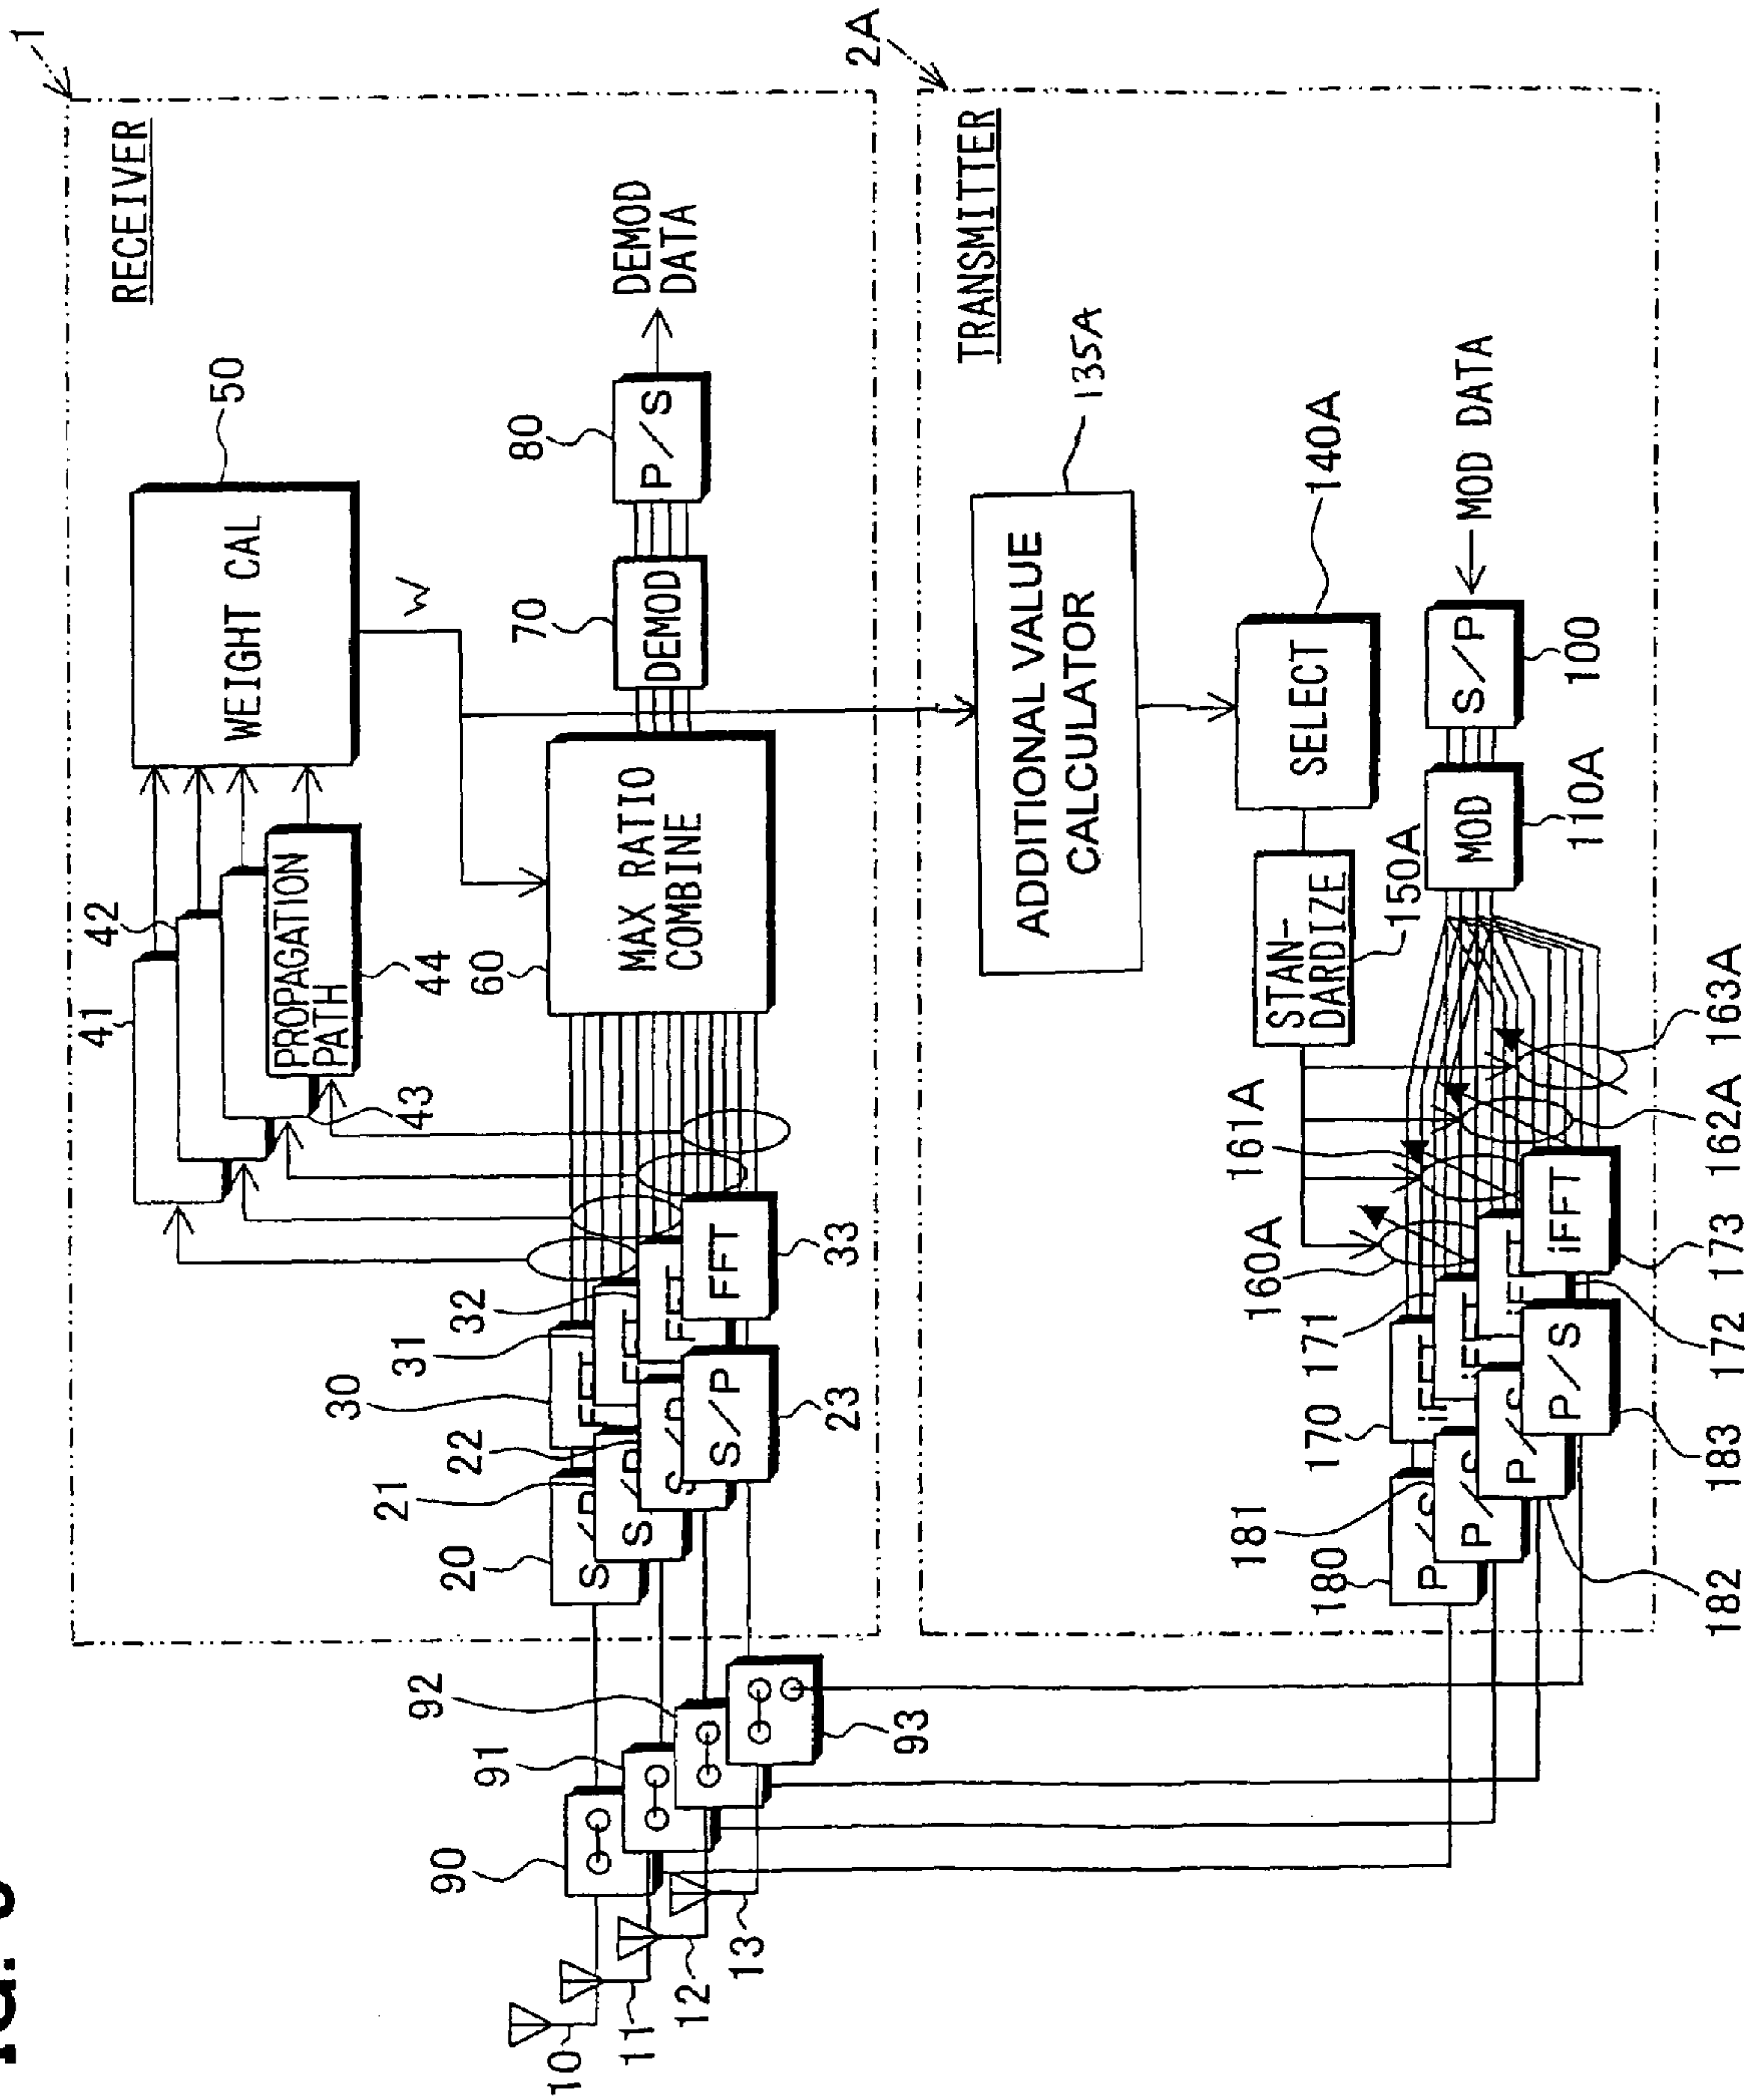 1
RECEIVER
50
WEIGHT CAL
W
42
41
PROPAGATION
PATH
44
43
60
MAX RATIO
COMBINE
70
DEMOD
80
P/S
DEMOD
DATA
30
31
32
FFT
33
20
21
22
S/P
23
90
91
92
93
10
11
12
13
2A
TRANSMITTER
135A
ADDITIONAL VALUE
CALCULATOR
140A
SELECT
STAN-
DARDIZE
150A
MOD DATA
S/P
100
MOD
110A
160A
161A
162A
163A
170
171
iFFT
172
173
180
181
P/S
182
183